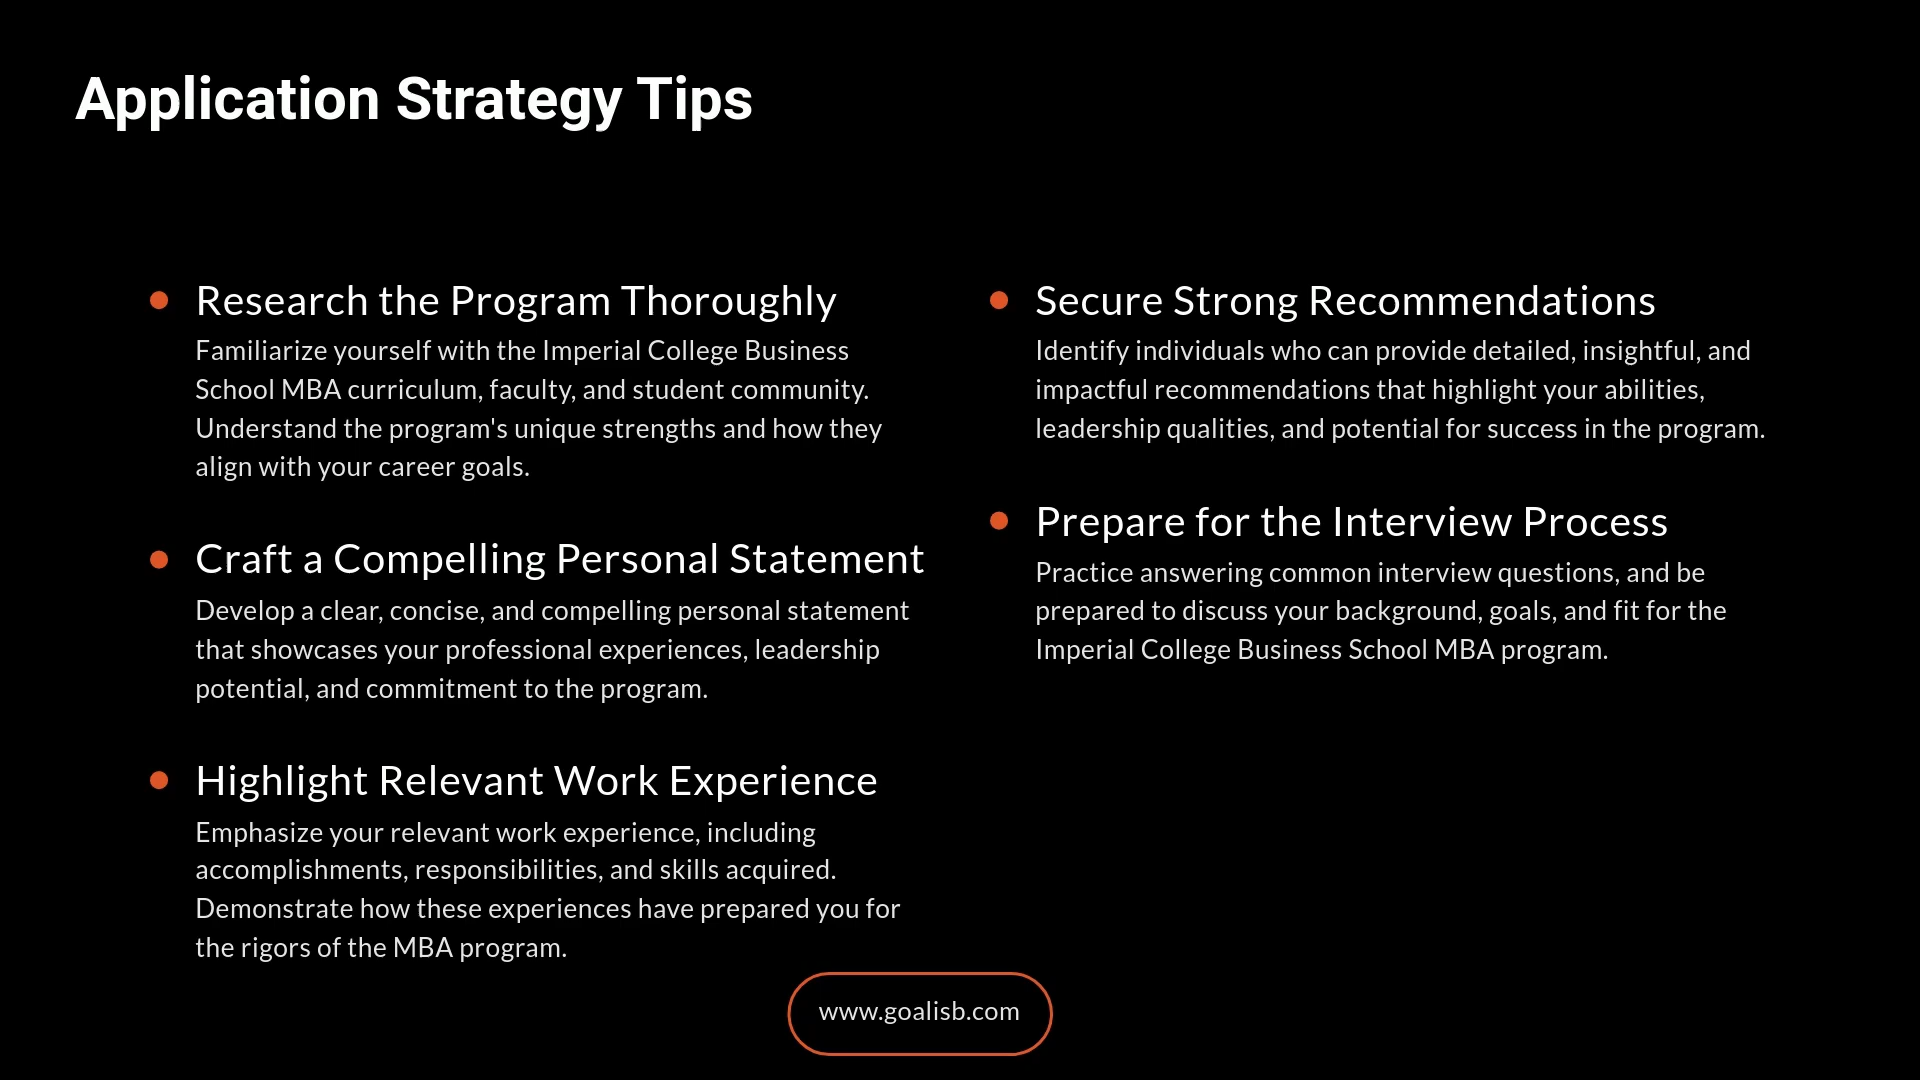 Application Strategy Tips
Research the Program Thoroughly
Familiarize yourself with the Imperial College Business
School MBA curriculum, faculty, and student community.
Understand the program's unique strengths and how they
align with your career goals.
Craft a Compelling Personal Statement
Develop a clear, concise, and compelling personal statement
that showcases your professional experiences, leadership
potential, and commitment to the program.
Highlight Relevant Work Experience
Emphasize your relevant work experience, including
accomplishments, responsibilities, and skills acquired.
Demonstrate how these experiences have prepared you for
the rigors of the MBA program.
Secure Strong Recommendations
Identify individuals who can provide detailed, insightful, and
impactful recommendations that highlight your abilities,
leadership qualities, and potential for success in the program.
Prepare for the Interview Process
Practice answering common interview questions, and be
prepared to discuss your background, goals, and fit for the
Imperial College Business School MBA program.
www.goalisb.com